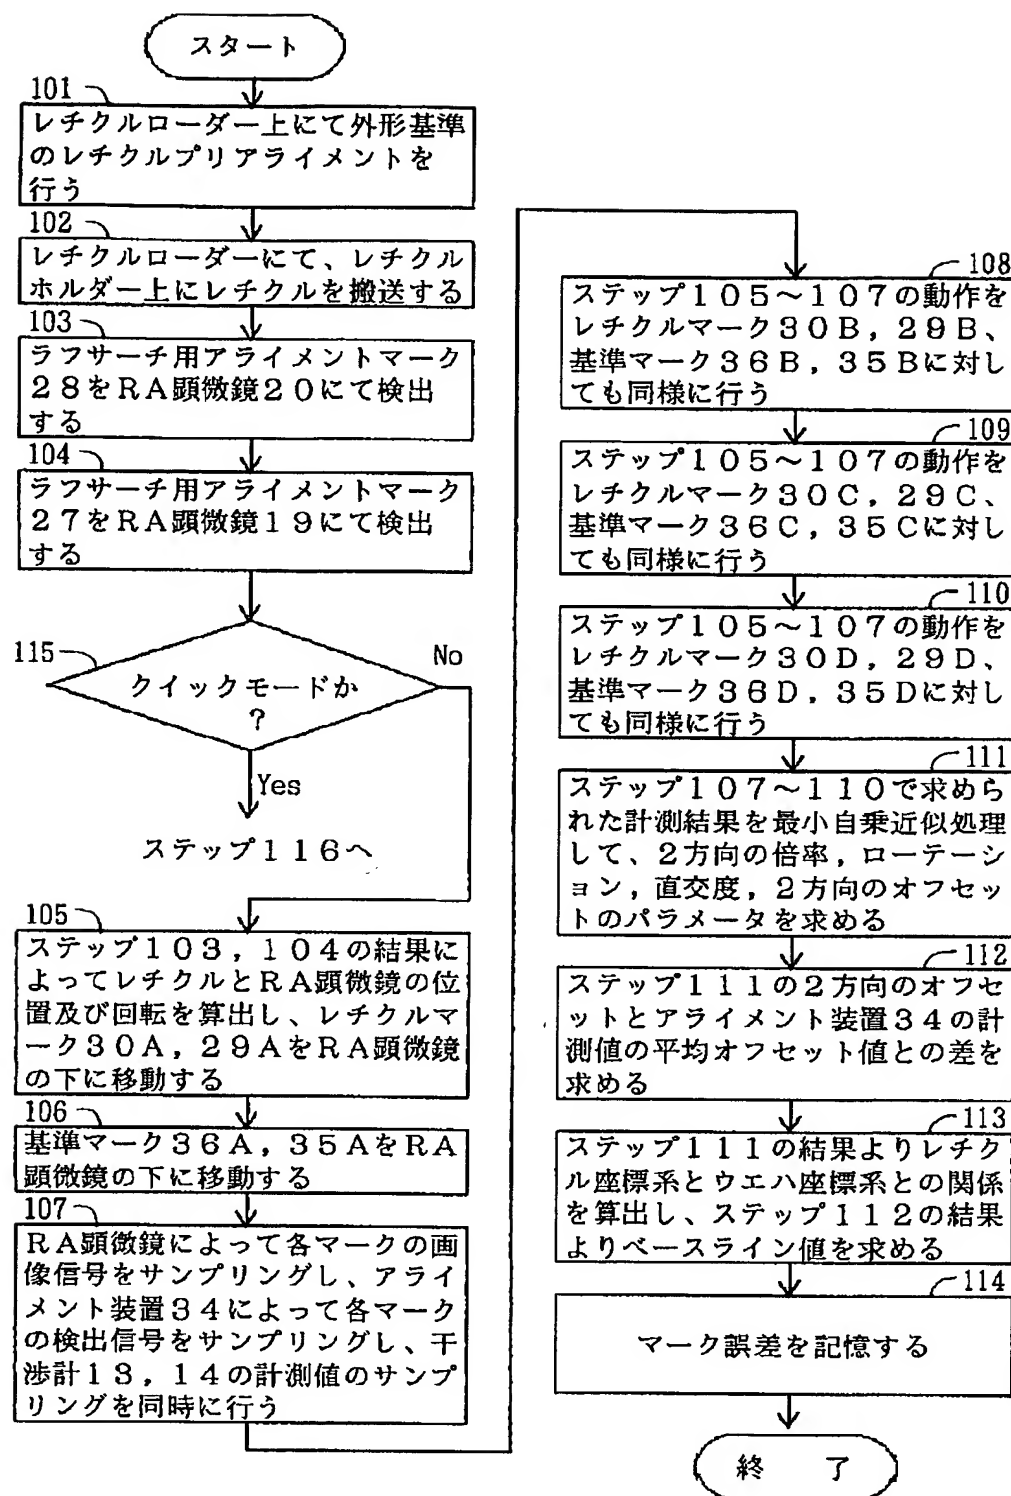 スタート
101
レチクルローダー上にて外形基準
のレチクルプリアライメントを
行う
102
レチクルローダーにて、レチクル
ホルダー上にレチクルを搬送する
103
ラフサーチ用アライメントマーク
28をRA顕微鏡20にて検出
する
104
ラフサーチ用アライメントマーク
27をRA顕微鏡19にて検出
する
115
クイックモードか
?
No
Yes
ステップ116へ
105
ステップ103,104の結果に
よってレチクルとRA顕微鏡の位
置及び回転を算出し、レチクルマ
ーク30A,29AをRA顕微鏡
の下に移動する
106
基準マーク36A,35AをRA
顕微鏡の下に移動する
107
RA顕微鏡によって各マークの画
像信号をサンプリングし、アライ
メント装置34によって各マーク
の検出信号をサンプリングし、干
渉計13,14の計測値のサンプ
リングを同時に行う
108
ステップ105~107の動作を
レチクルマーク30B,29B、
基準マーク36B,35Bに対し
ても同様に行う
109
ステップ105~107の動作を
レチクルマーク30C,29C、
基準マーク36C,35Cに対し
ても同様に行う
110
ステップ105~107の動作を
レチクルマーク30D,29D、
基準マーク36D,35Dに対し
ても同様に行う
111
ステップ107~110で求めら
れた計測結果を最小自乗近似処理
して、2方向の倍率,ローテーシ
ョン,直交度,2方向のオフセッ
トのパラメータを求める
112
ステップ111の2方向のオフセ
ットとアライメント装置34の計
測値の平均オフセット値との差を
求める
113
ステップ111の結果よりレチク
ル座標系とウエハ座標系との関係
を算出し、ステップ112の結果
よりベースライン値を求める
114
マーク誤差を記憶する
終 了